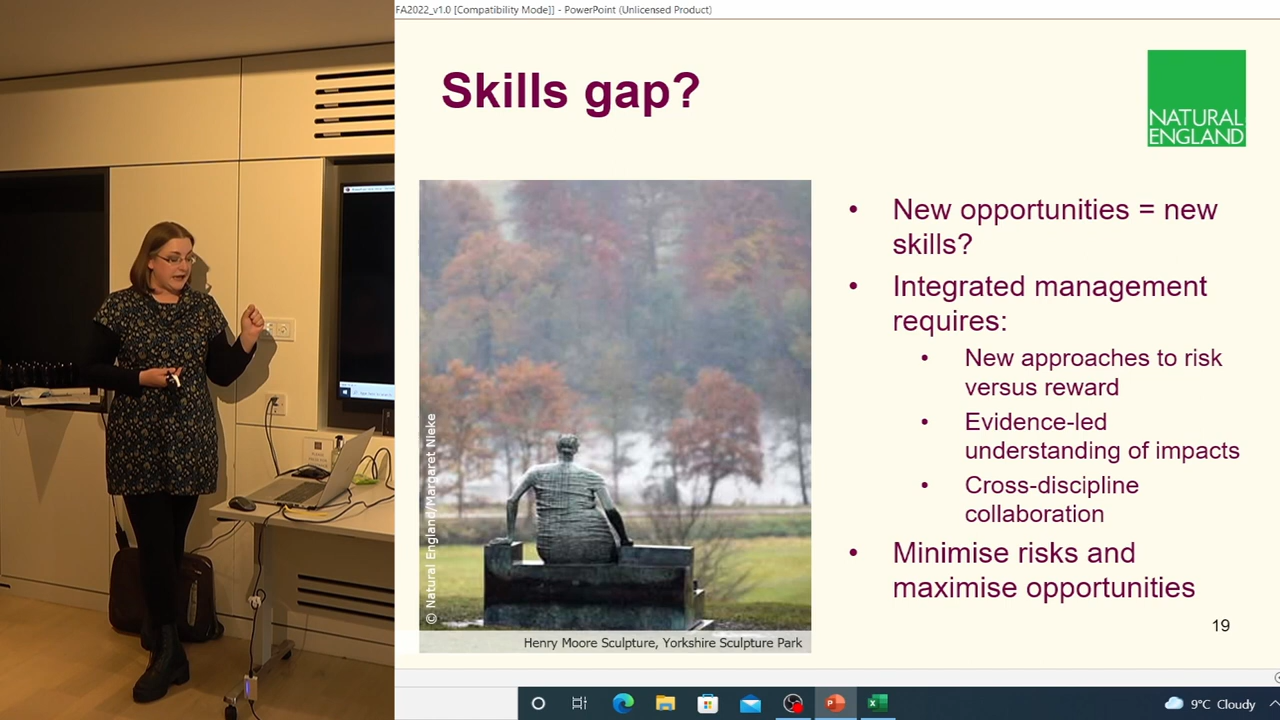 FA2022_v1.0 [Compatibility Mode]] - PowerPoint (Unlicensed Product)
Skills gap?
NATURAL
ENGLAND
• New opportunities = new
skills?
• Integrated management
requires:
• New approaches to risk
versus reward
• Evidence-led
understanding of impacts
• Cross-discipline
collaboration
• Minimise risks and
maximise opportunities
© Natural England/Margaret Nieke
Henry Moore Sculpture, Yorkshire Sculpture Park
19
9°C Cloudy